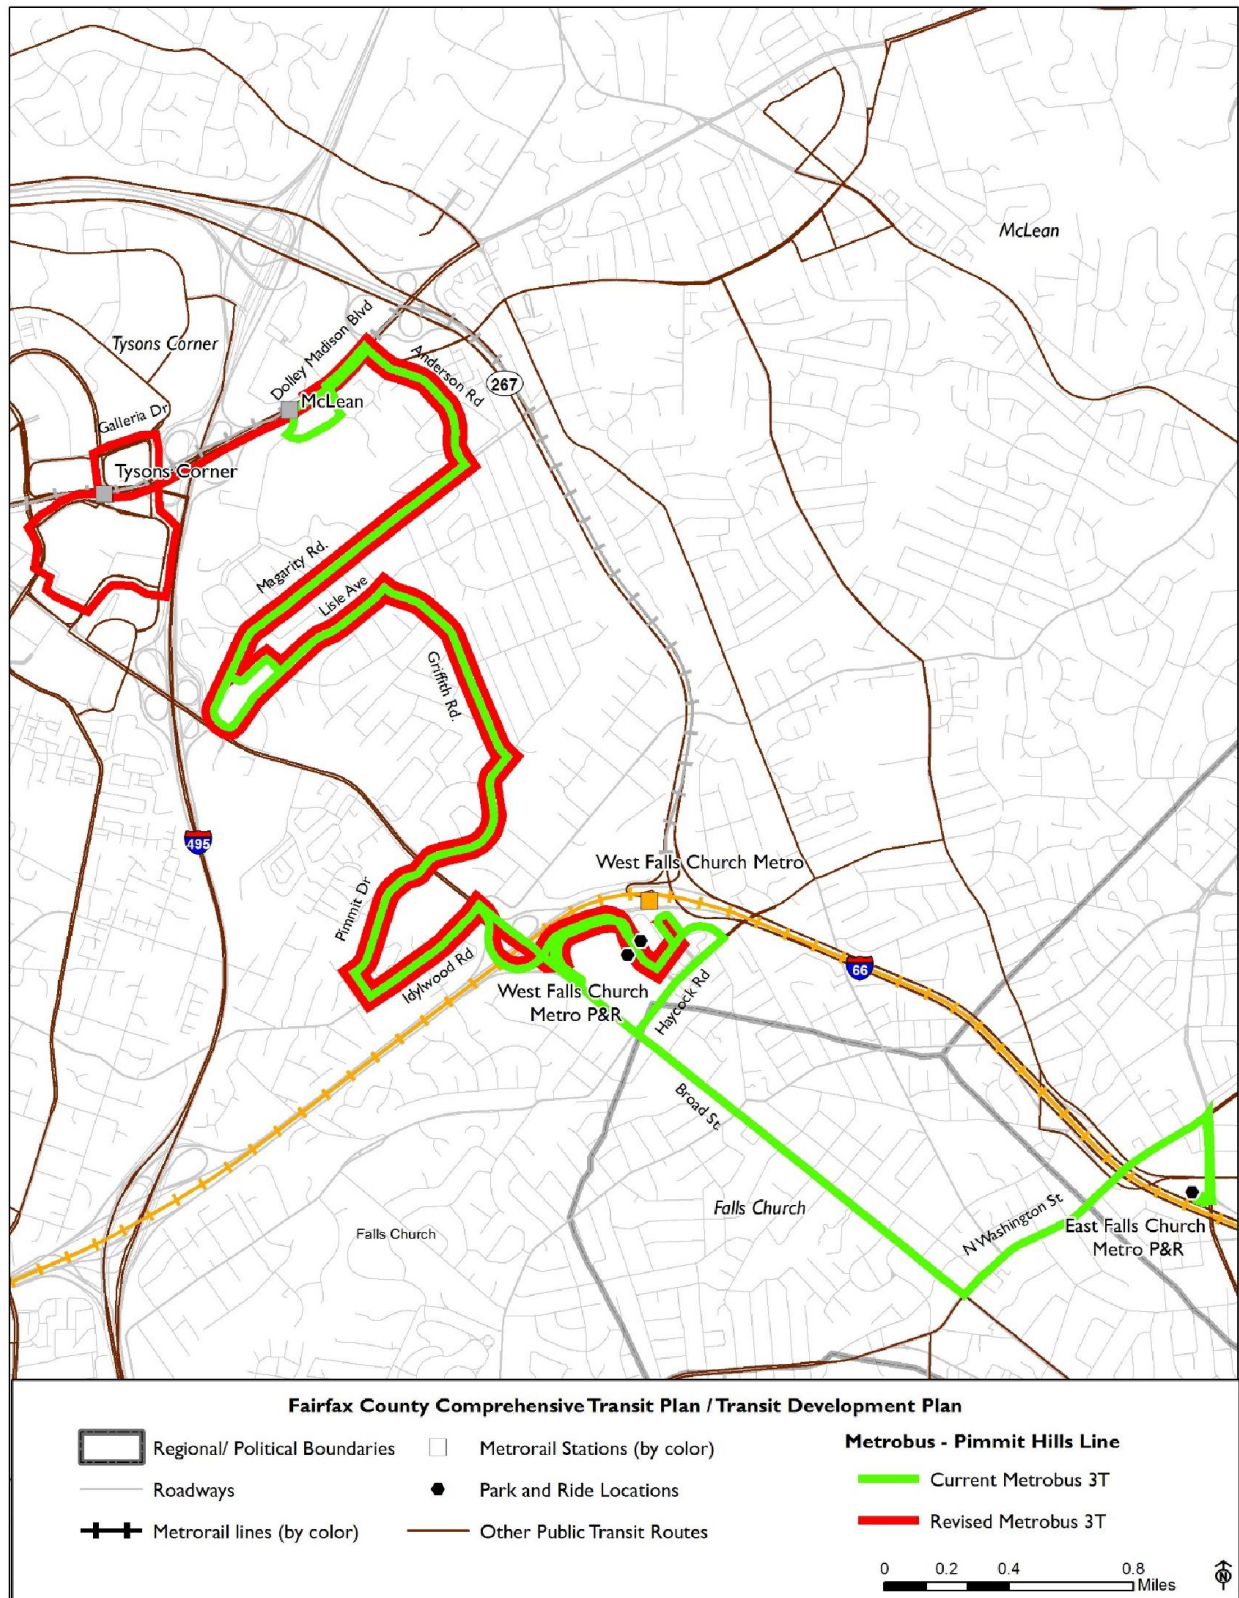 McLean
Tysons Corner
Dolley Madison Blvd
Anderson Rd
267
McLean
Galleria Dr
Tysons Corner
Magarity Rd.
Lisle Ave
Griffith Rd.
495
West Falls Church Metro
Pimmit Dr
Idylwood Rd
66
West Falls Church
Metro P&R
Haycock Rd
Broad St
Falls Church
N Washington St
East Falls Church
Metro P&R
Falls Church
Fairfax County Comprehensive Transit Plan / Transit Development Plan
Regional/ Political Boundaries
Metrorail Stations (by color)
Metrobus - Pimmit Hills Line
Roadways
Park and Ride Locations
Current Metrobus 3T
Metrorail lines (by color)
Other Public Transit Routes
Revised Metrobus 3T
0 0.2 0.4 0.8
Miles
N